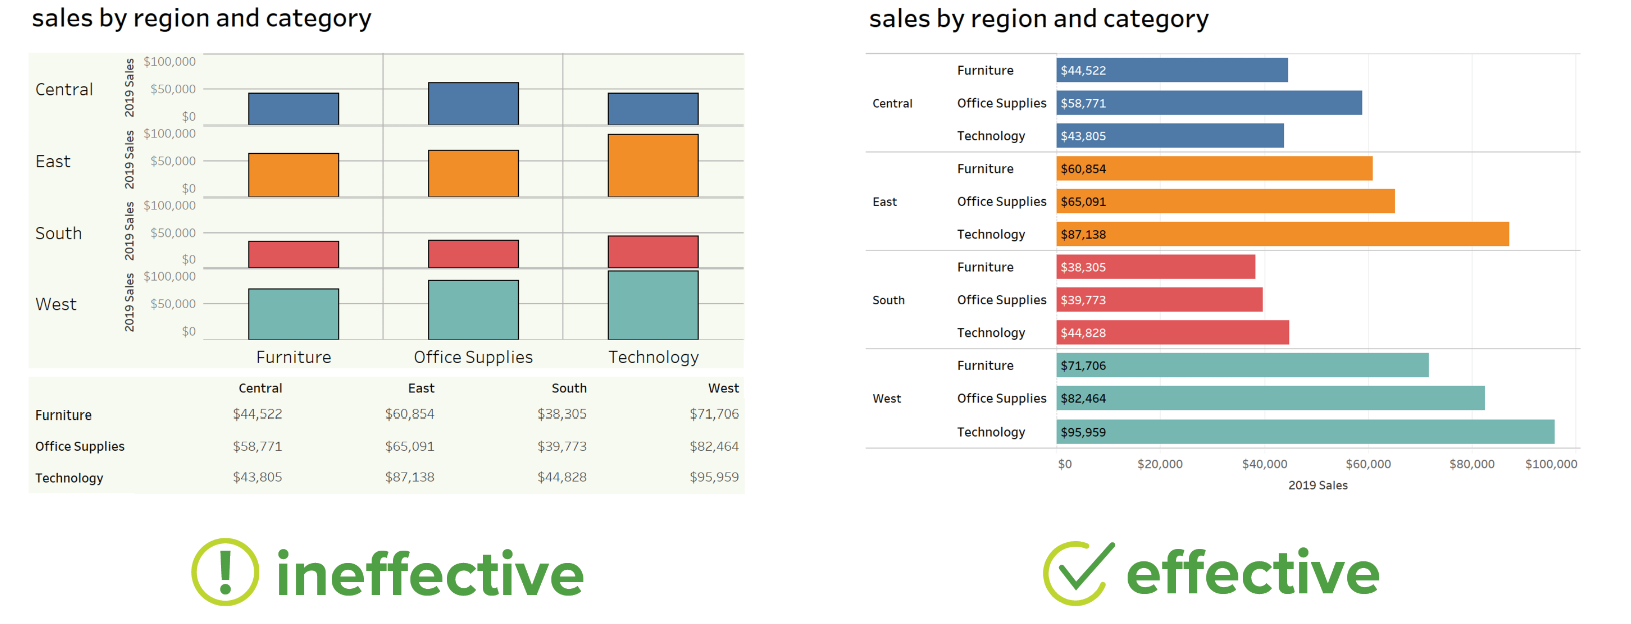 sales by region and category
Central
2019 Sales
$100,000
$50,000
$0
East
2019 Sales
$100,000
$50,000
$0
South
2019 Sales
$100,000
$50,000
$0
West
2019 Sales
$100,000
$50,000
$0
Furniture Office Supplies Technology
Central East South West
Furniture $44,522 $60,854 $38,305 $71,706
Office Supplies $58,771 $65,091 $39,773 $82,464
Technology $43,805 $87,138 $44,828 $95,959
! ineffective
sales by region and category
Furniture $44,522
Central Office Supplies $58,771
Technology $43,805
Furniture $60,854
East Office Supplies $65,091
Technology $87,138
Furniture $38,305
South Office Supplies $39,773
Technology $44,828
Furniture $71,706
West Office Supplies $82,464
Technology $95,959
$0 $20,000 $40,000 $60,000 $80,000 $100,000
2019 Sales
effective